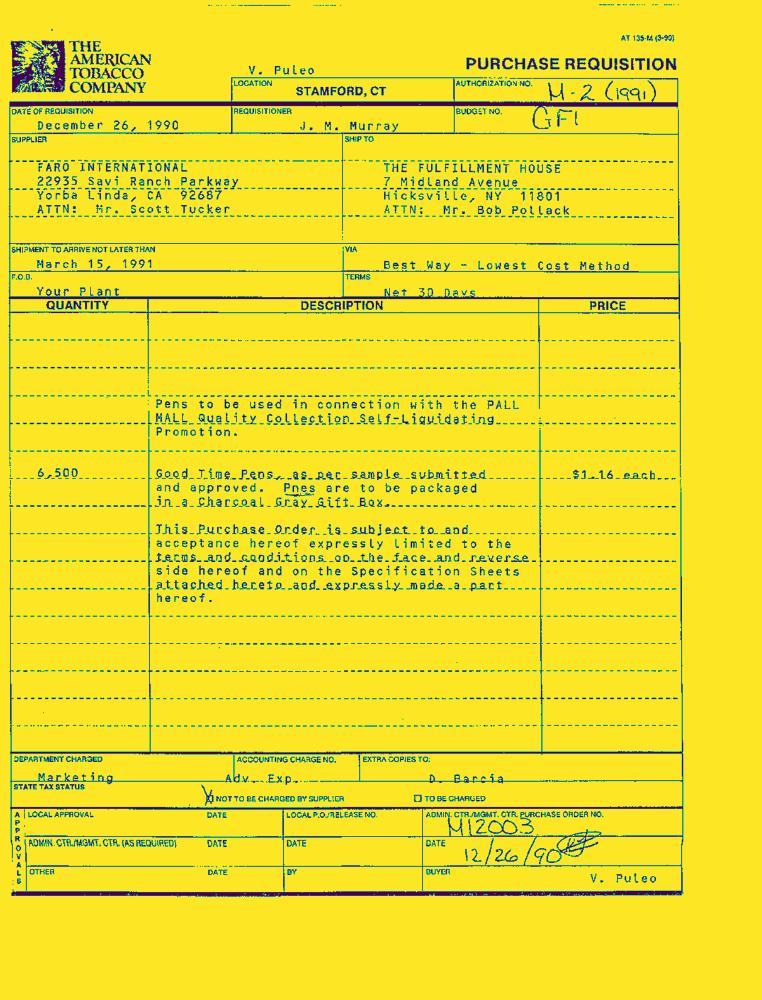 AT 135-M (3-90)
THE
AMERICAN
TOBACCO
COMPANY
V. Puleo
PURCHASE REQUISITION
LOCATION
STAMFORD, CT
AUTHORIZATION NO.
M-2 (1991)
DATE OF REQUISITION
December 26, 1990
REQUISITIONER
J. M. Murray
BUDGET NO.
GFI
SUPPLIER
SHIP TO
FARO INTERNATIONAL
22935 Savi Ranch Parkway
Yorba Linda, CA 92687
ATTN: Mr. Scott Tucker
THE FULFILLMENT HOUSE
7 Midland Avenue
Hicksville, NY 11801
ATTN: Mr. Bob Pollack
SHIPMENT TO ARRIVE NOT LATER THAN
March 15, 1991
VIA
Best Way - Lowest Cost Method
F.O.B.
Your Plant
TERMS
Net 30 Days
QUANTITY DESCRIPTION PRICE
Pens to be used in connection with the PALL
MALL Quality Collection Self-Liquidating
Promotion.
6,500 Good Time Pens, as per sample submitted $1.16 each
and approved. Pnes are to be packaged
in a Charcoal Gray Gift Box.
This Purchase Order is subject to and
acceptance hereof expressly limited to the
terms and conditions on the face and reverse
side hereof and on the Specification Sheets
attached hereto and expressly made a part
hereof.
DEPARTMENT CHARGED
Marketing
ACCOUNTING CHARGE NO.
Adv. Exp.
EXTRA COPIES TO:
D. Barcia
STATE TAX STATUS
NOT TO BE CHARGED BY SUPPLIER
TO BE CHARGED
APPROVALS
LOCAL APPROVAL DATE LOCAL P.O./RELEASE NO. ADMIN. CTR./MGMT. CTR. PURCHASE ORDER NO.
M12003
ADMIN. CTR./MGMT. CTR. (AS REQUIRED) DATE DATE DATE
12/26/90
OTHER DATE BY BUYER
V. Puleo